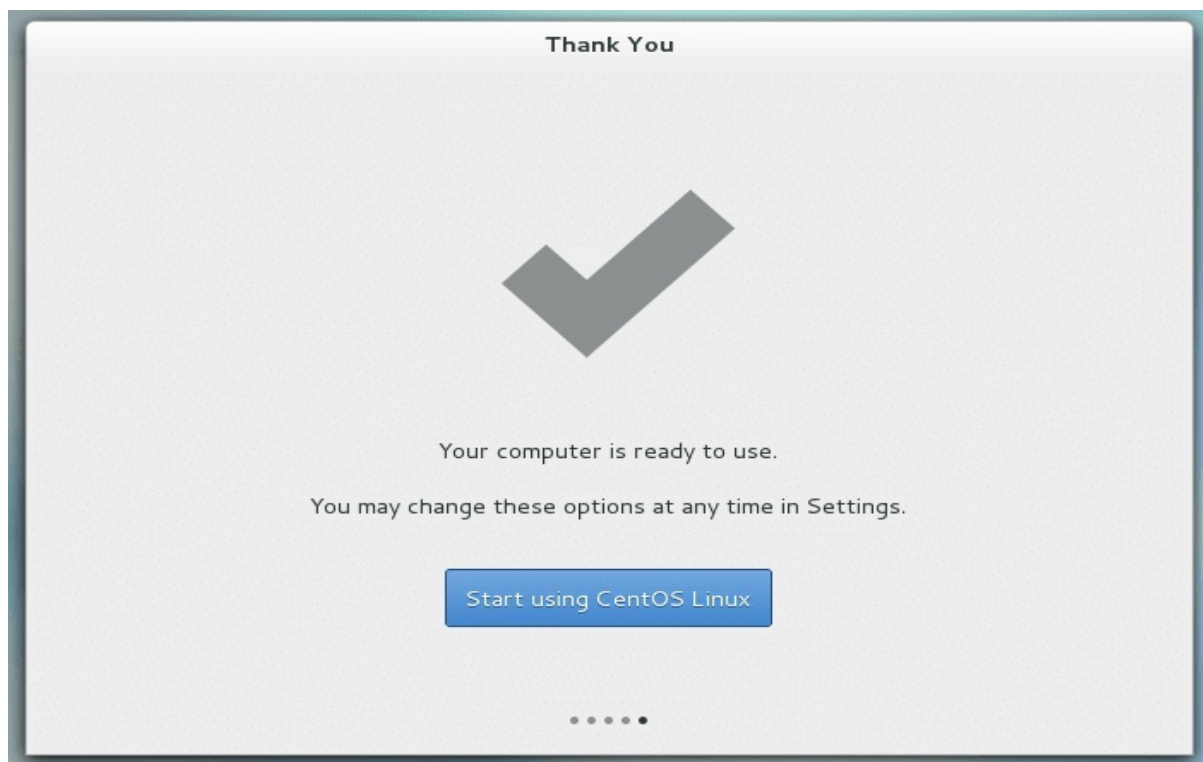 Thank You
Your computer is ready to use.
You may change these options at any time in Settings.
Start using CentOS Linux